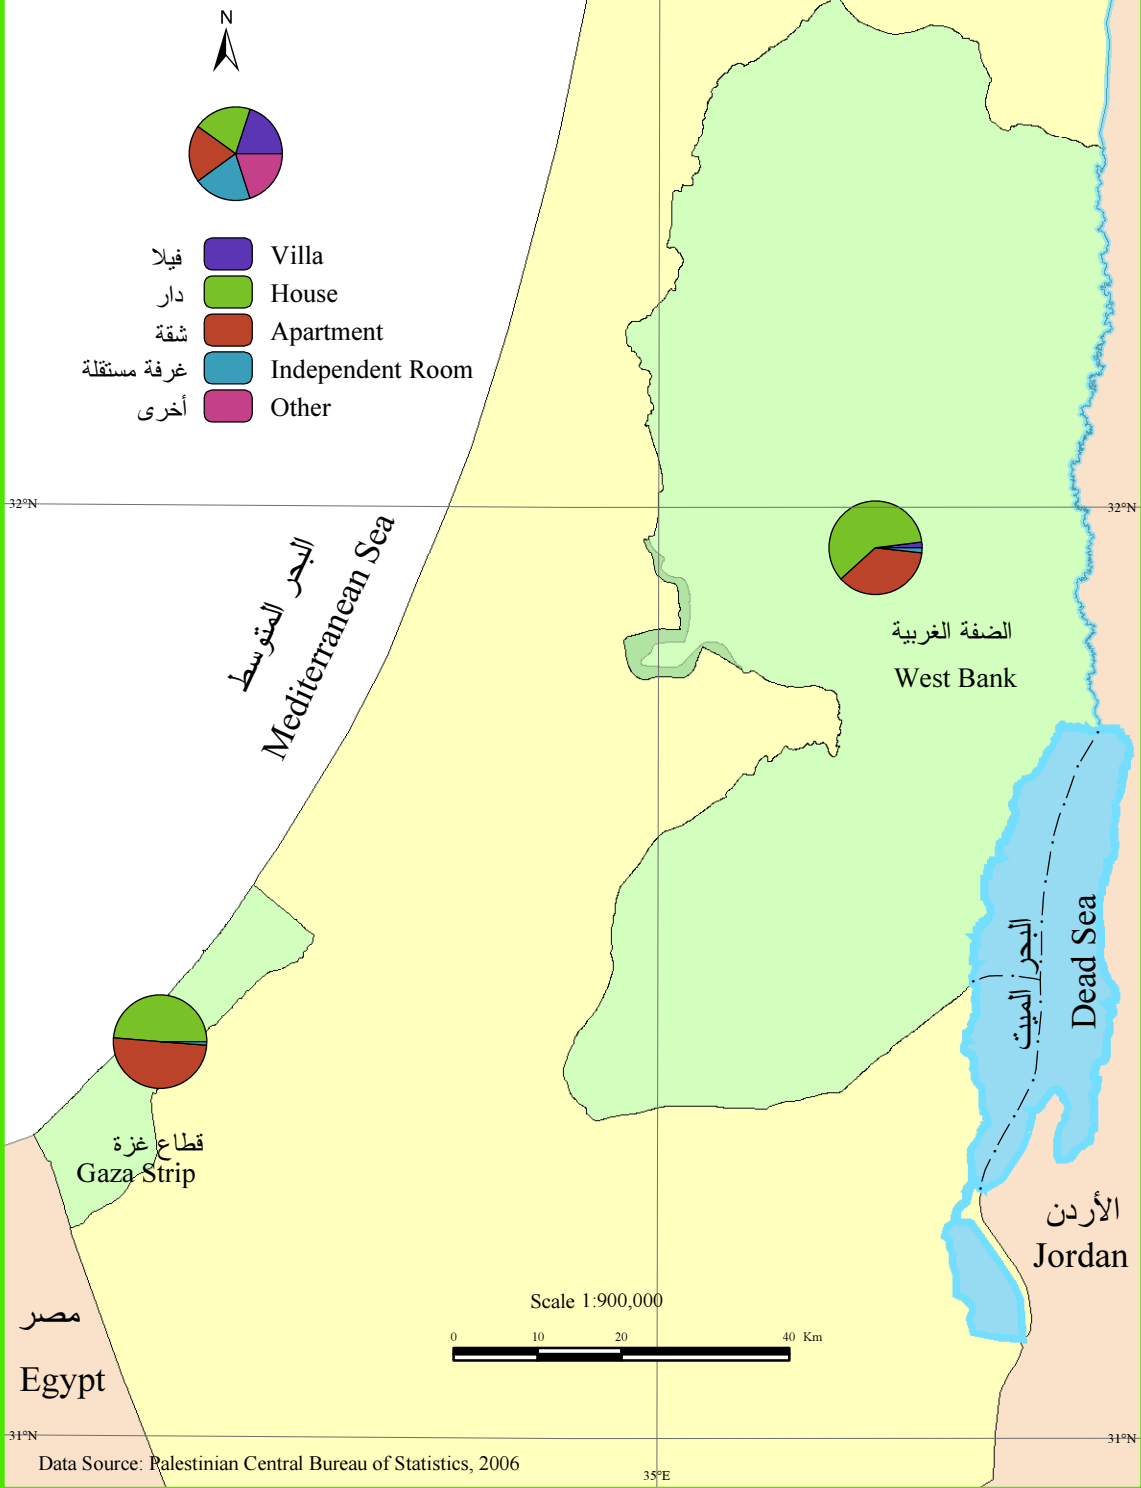 N
فيلا Villa
دار House
شقة Apartment
غرفة مستقلة Independent Room
أخرى Other
32°N 32°N
البحر المتوسط
Mediterranean Sea
الضفة الغربية
West Bank
البحر الميت
Dead Sea
قطاع غزة
Gaza Strip
الأردن
Jordan
مصر
Egypt
Scale 1:900,000
0 10 20 40 Km
31°N 31°N
Data Source: Palestinian Central Bureau of Statistics, 2006
35°E